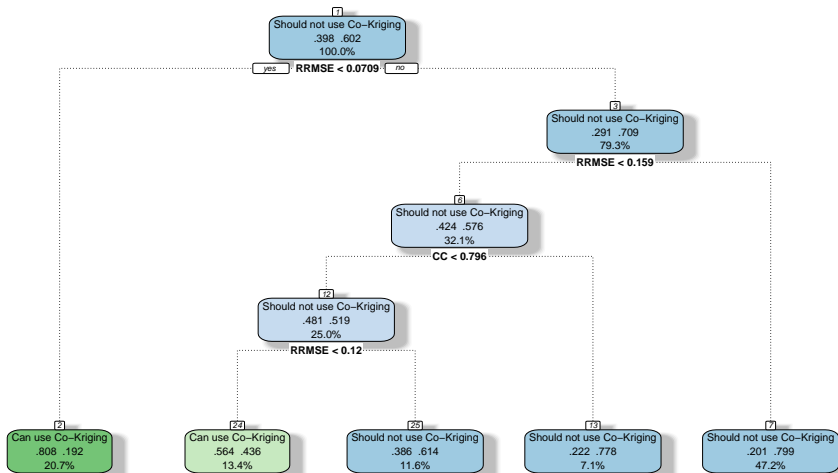 1
Should not use Co−Kriging
.398 .602
100.0%
yes RRMSE < 0.0709 no
3
Should not use Co−Kriging
.291 .709
79.3%
RRMSE < 0.159
6
Should not use Co−Kriging
.424 .576
32.1%
CC < 0.796
12
Should not use Co−Kriging
.481 .519
25.0%
RRMSE < 0.12
2
Can use Co−Kriging
.808 .192
20.7%
24
Can use Co−Kriging
.564 .436
13.4%
25
Should not use Co−Kriging
.386 .614
11.6%
13
Should not use Co−Kriging
.222 .778
7.1%
7
Should not use Co−Kriging
.201 .799
47.2%